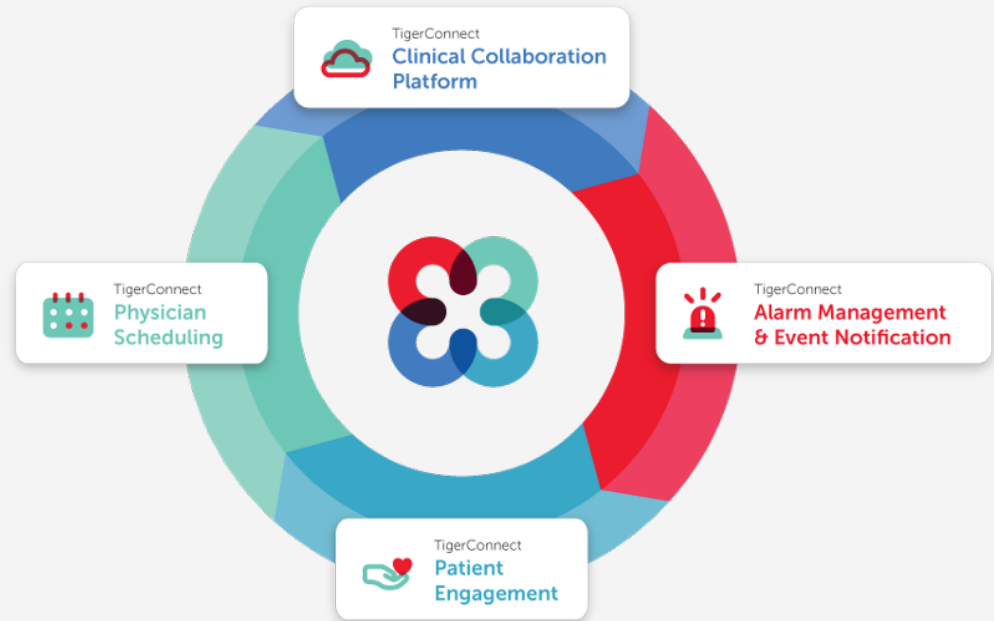 TigerConnect
Clinical Collaboration
Platform
TigerConnect
Physician
Scheduling
TigerConnect
Alarm Management
& Event Notification
TigerConnect
Patient
Engagement